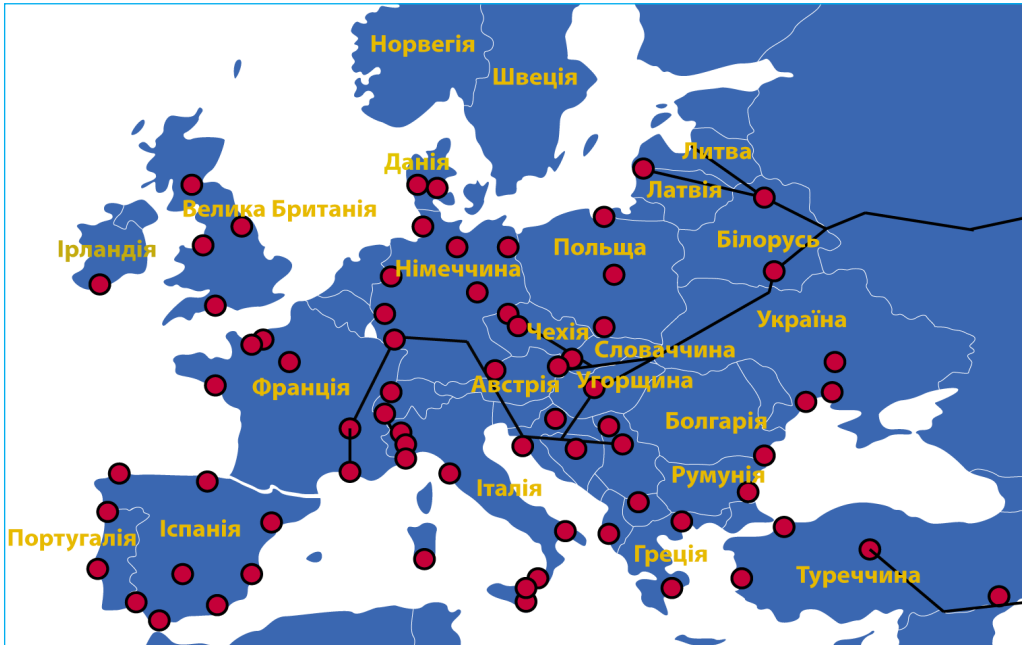 Норвегія
Швеція
Литва
Данія
Латвія
Велика Британія
Білорусь
Ірландія
Польща
Німеччина
Україна
Чехія
Словаччина
Франція
Австрія
Угорщина
Болгарія
Румунія
Італія
Іспанія
Португалія
Греція
Туреччина